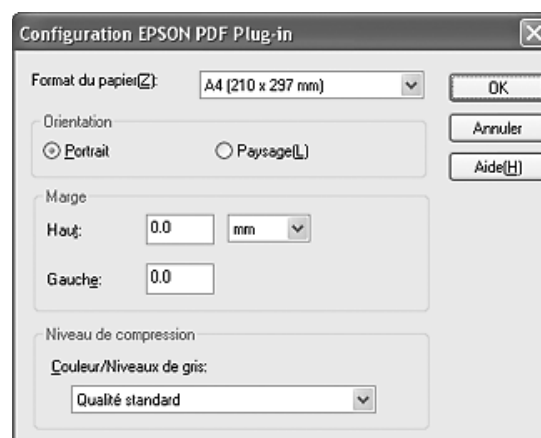 Configuration EPSON PDF Plug-in
Format du papier(Z): A4 (210 x 297 mm)
OK
Annuler
Aide(H)
Orientation
Portrait Paysage(L)
Marge
Haut: 0.0 mm
Gauche: 0.0
Niveau de compression
Couleur/Niveaux de gris:
Qualité standard